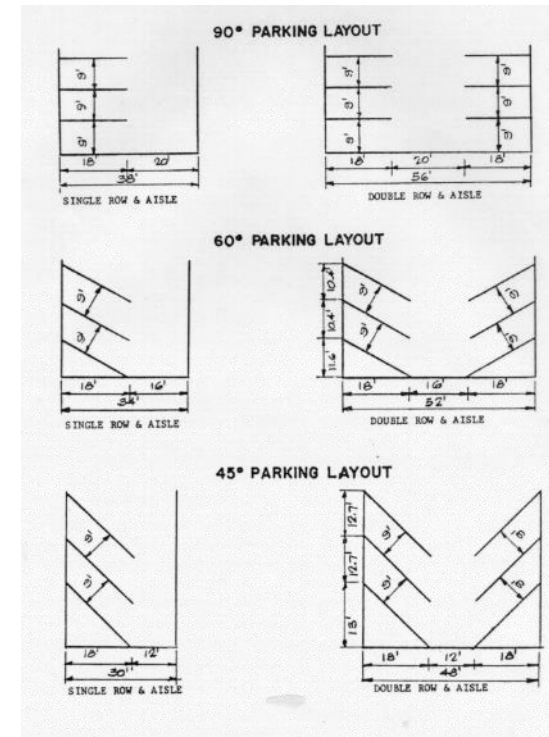 90° PARKING LAYOUT
9' 9' 9'
9' 9' 9'
9' 9' 9'
18' 20' 18' 20' 18'
38' 56'
SINGLE ROW & AISLE DOUBLE ROW & AISLE
60° PARKING LAYOUT
10.4'
9' 9' 9'
10.4'
9' 9' 9'
11.6'
18' 16' 18' 16' 18'
34' 52'
SINGLE ROW & AISLE DOUBLE ROW & AISLE
45° PARKING LAYOUT
12.7'
9' 9' 9'
12.7'
9' 9' 9'
18'
18' 12' 18' 12' 18'
30' 48'
SINGLE ROW & AISLE DOUBLE ROW & AISLE